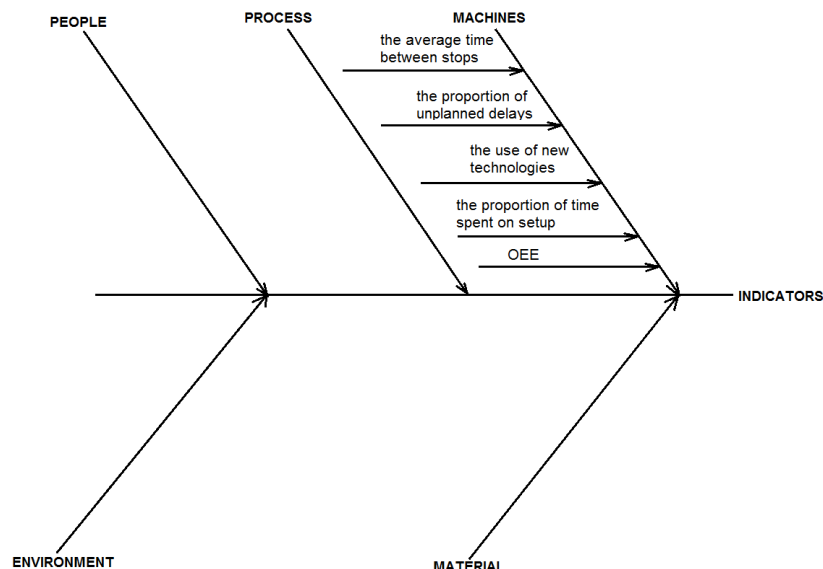 PEOPLE
PROCESS
MACHINES
the average time
between stops
the proportion of
unplanned delays
the use of new
technologies
the proportion of time
spent on setup
OEE
INDICATORS
ENVIRONMENT
MATERIAL